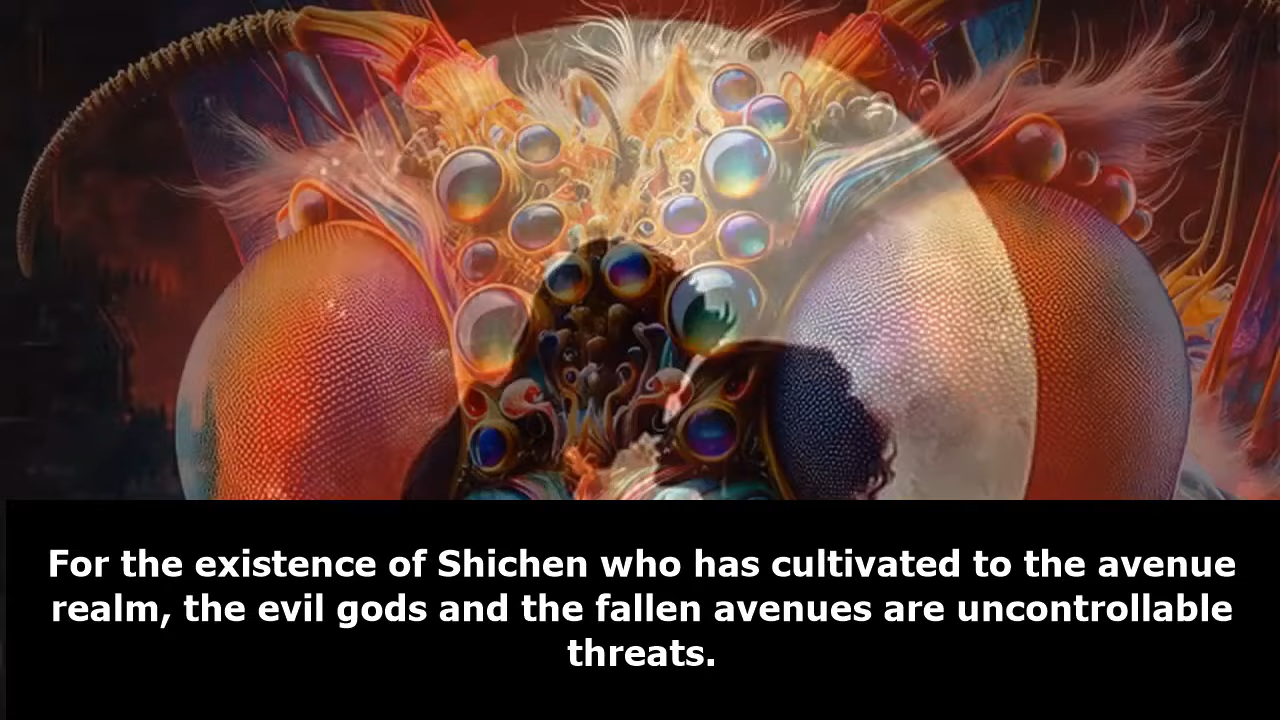 For the existence of Shichen who has cultivated to the avenue
realm, the evil gods and the fallen avenues are uncontrollable
threats.